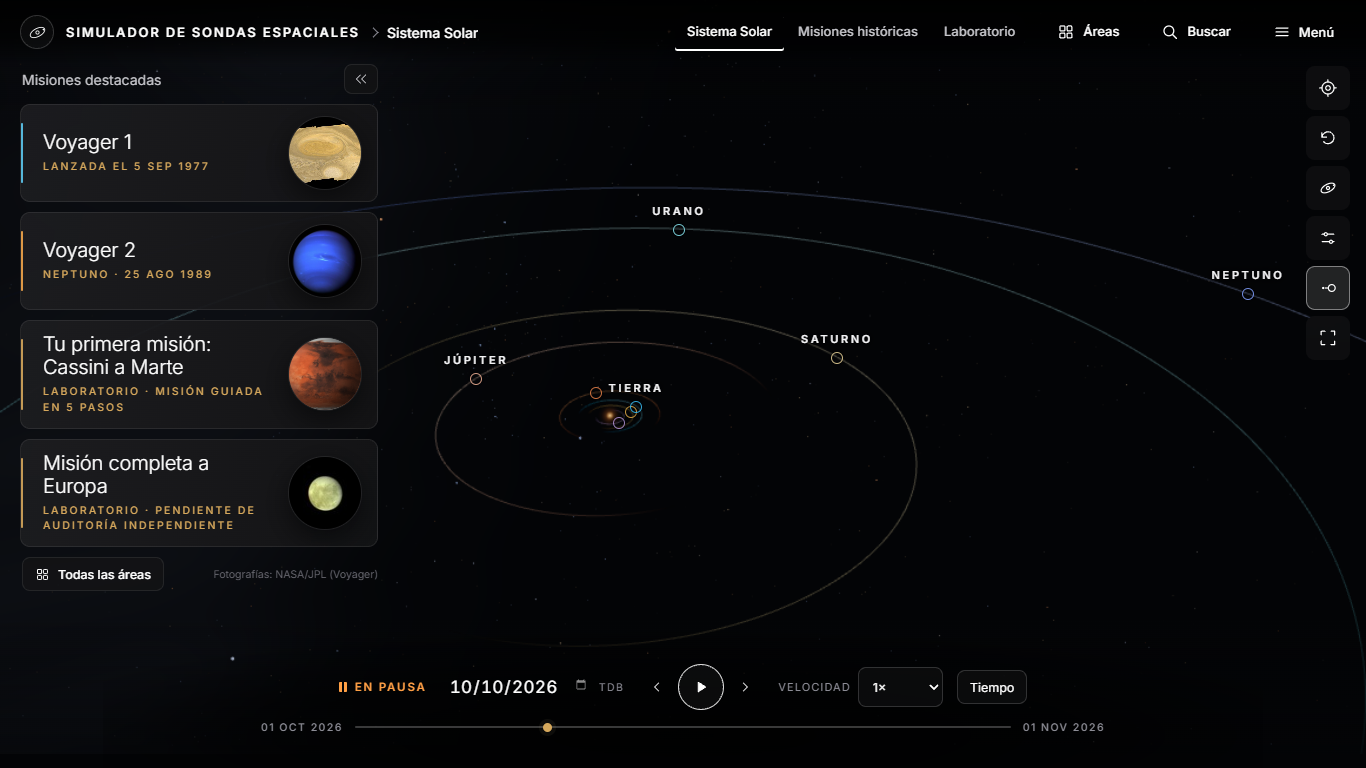 SIMULADOR DE SONDAS ESPACIALES
Sistema Solar
Sistema Solar
Misiones históricas
Laboratorio
Áreas
Buscar
Menú
Misiones destacadas
Voyager 1
LANZADA EL 5 SEP 1977
Voyager 2
NEPTUNO · 25 AGO 1989
Tu primera misión:
Cassini a Marte
LABORATORIO · MISIÓN GUIADA
EN 5 PASOS
Misión completa a
Europa
LABORATORIO · PENDIENTE DE
AUDITORÍA INDEPENDIENTE
Todas las áreas
Fotografías: NASA/JPL (Voyager)
URANO
NEPTUNO
SATURNO
JÚPITER
TIERRA
EN PAUSA
10/10/2026
TDB
VELOCIDAD
1×
Tiempo
01 OCT 2026
01 NOV 2026